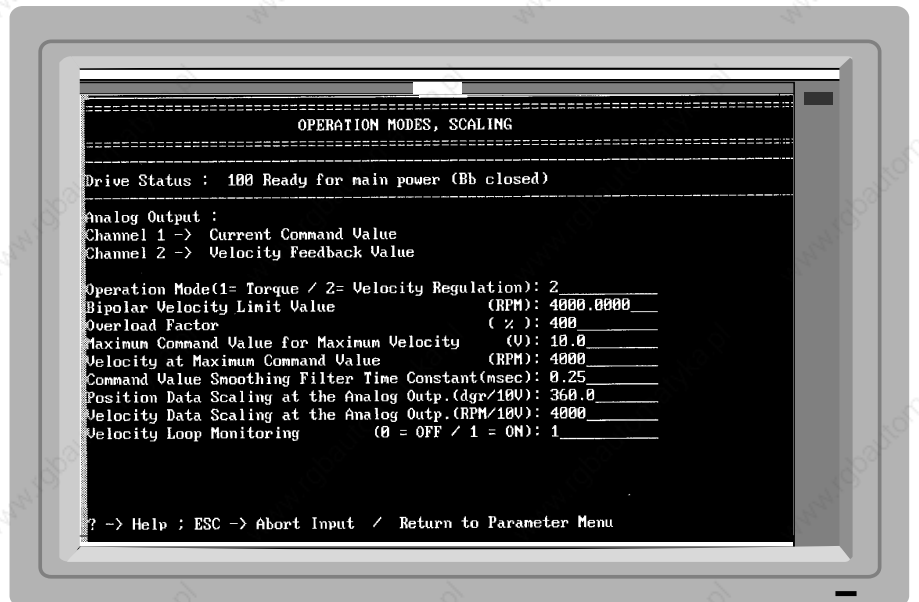 OPERATION MODES, SCALING
Drive Status : 100 Ready for main power (Bb closed)
Analog Output :
Channel 1 -> Current Command Value
Channel 2 -> Velocity Feedback Value
Operation Mode(1= Torque / 2= Velocity Regulation): 2
Bipolar Velocity Limit Value (RPM): 4000.0000
Overload Factor ( % ): 400
Maximum Command Value for Maximum Velocity (V): 10.0
Velocity at Maximum Command Value (RPM): 4000
Command Value Smoothing Filter Time Constant(msec): 0.25
Position Data Scaling at the Analog Outp.(dgr/10V): 360.0
Velocity Data Scaling at the Analog Outp.(RPM/10V): 4000
Velocity Loop Monitoring (0 = OFF / 1 = ON): 1
? -> Help ; ESC -> Abort Input / Return to Parameter Menu